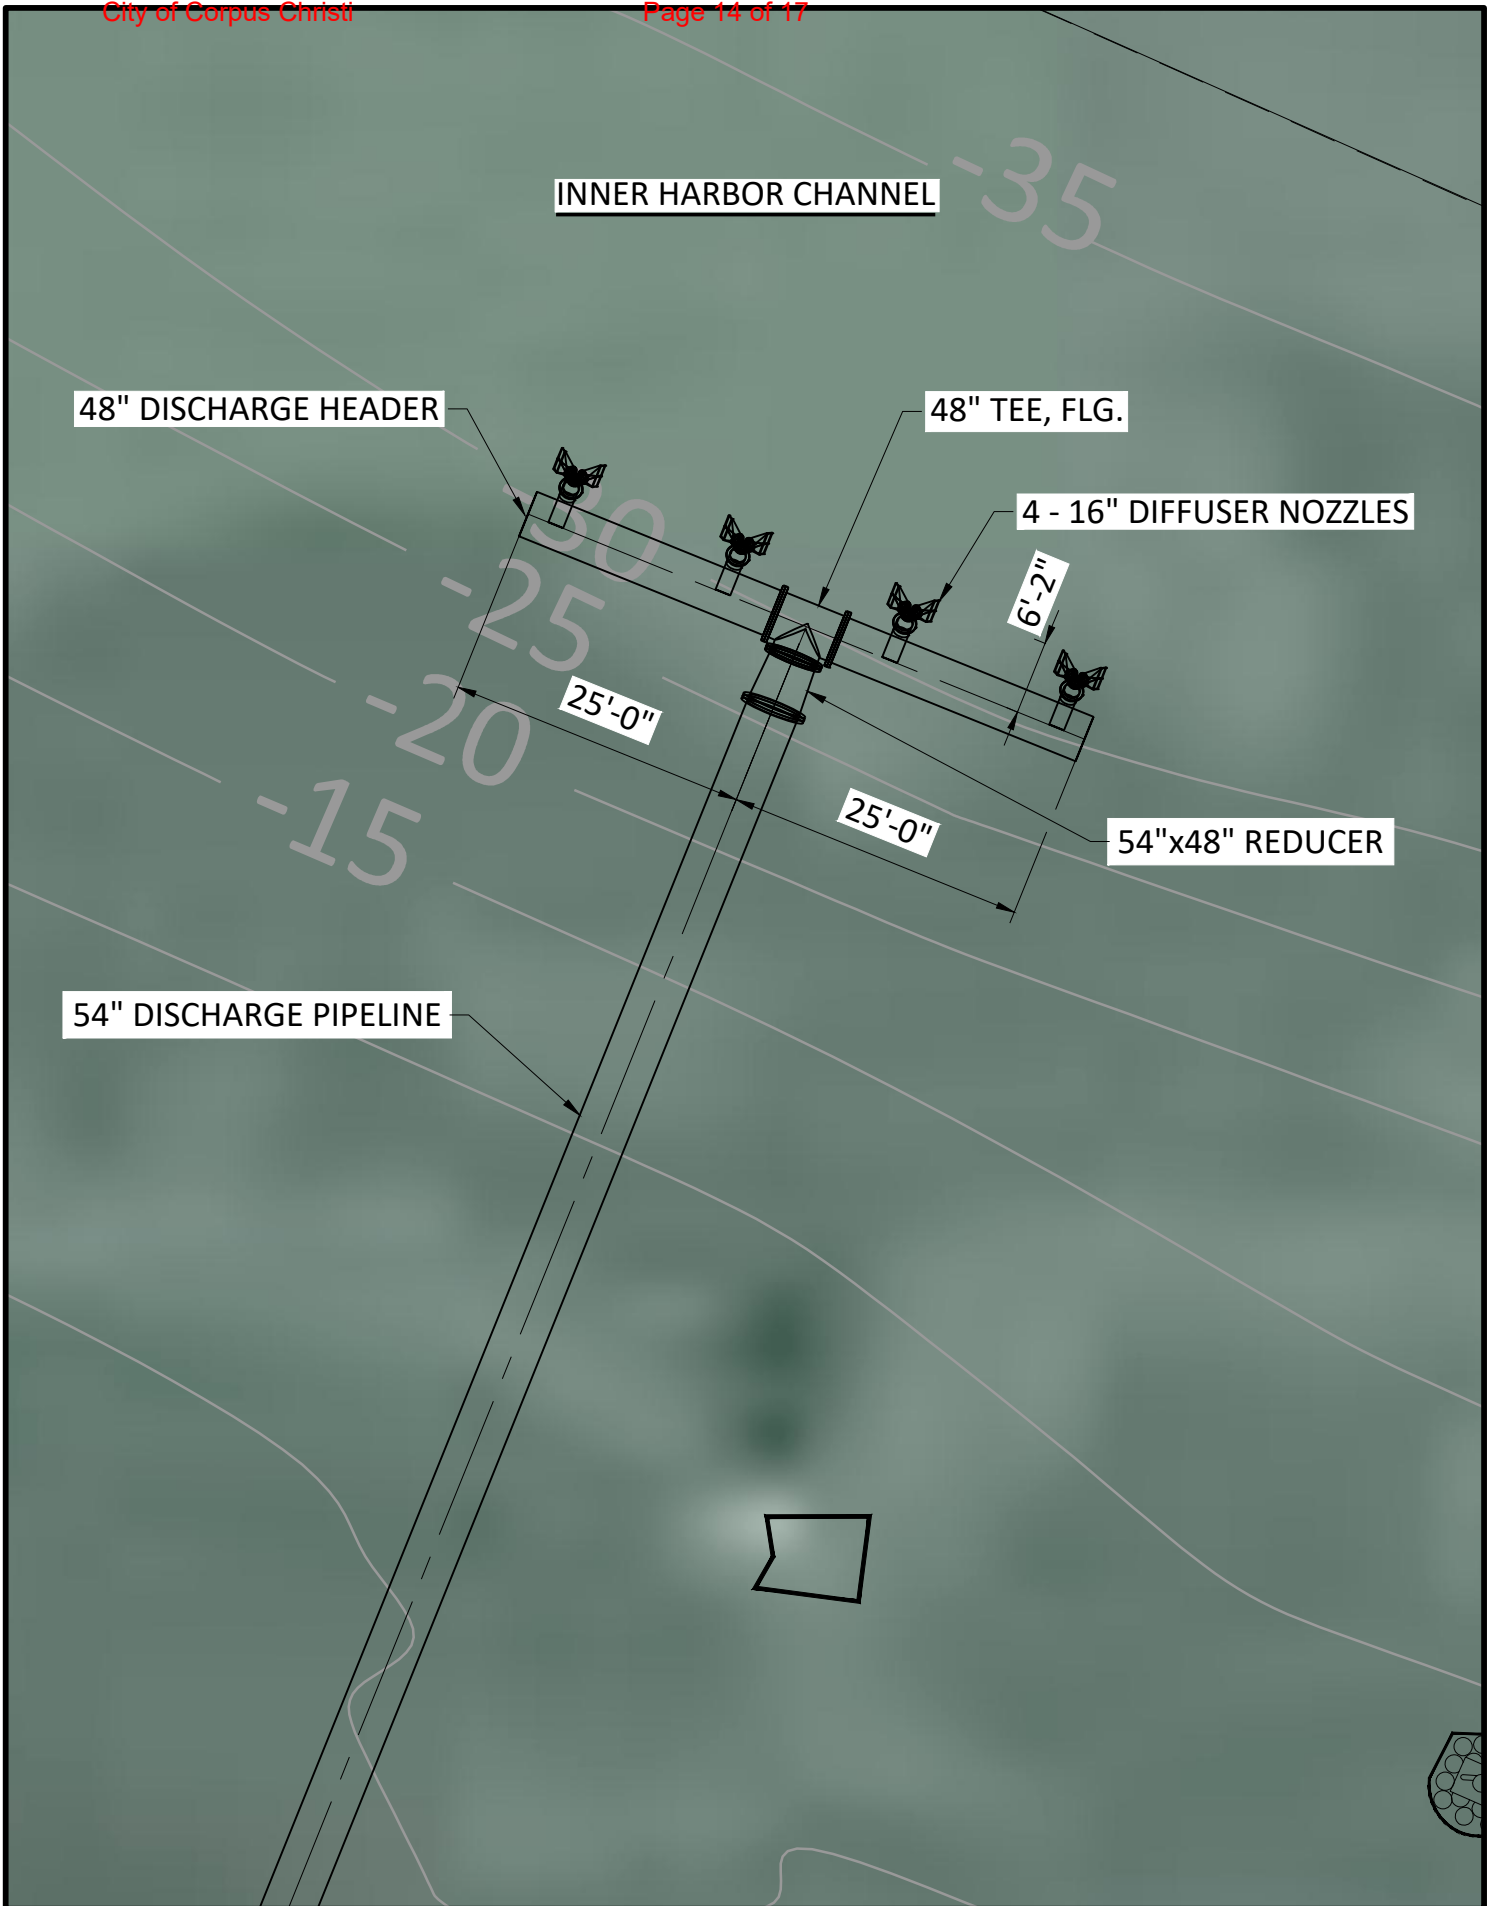 City of Corpus Christi
Page 14 of 17
-35
INNER HARBOR CHANNEL
48" DISCHARGE HEADER
48" TEE, FLG.
4 - 16" DIFFUSER NOZZLES
-30
-25
6'-2"
-20
25'-0"
-15
25'-0"
54"x48" REDUCER
54" DISCHARGE PIPELINE